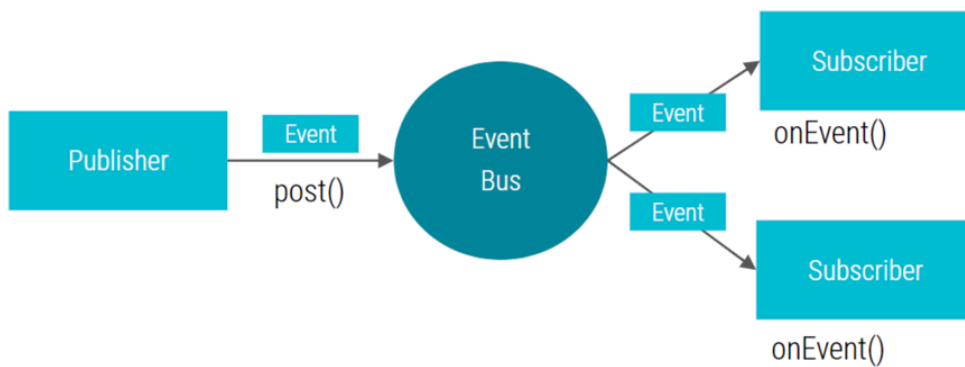 Publisher
Event
post()
Event
Bus
Event
Subscriber
onEvent()
Event
Subscriber
onEvent()